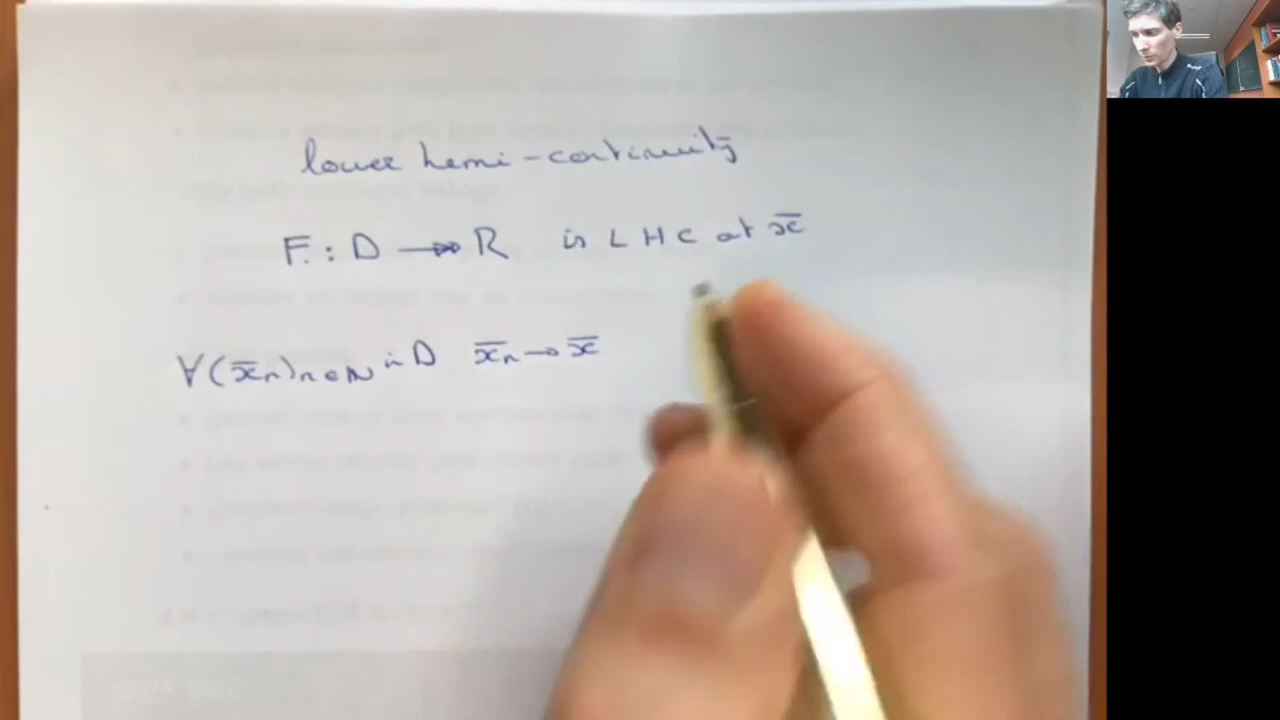 lower hemi-continuity
F : D ↠ R is LHC at x̄
∀(x̄ₙ)ₙ∈ℕ in D x̄ₙ → x̄